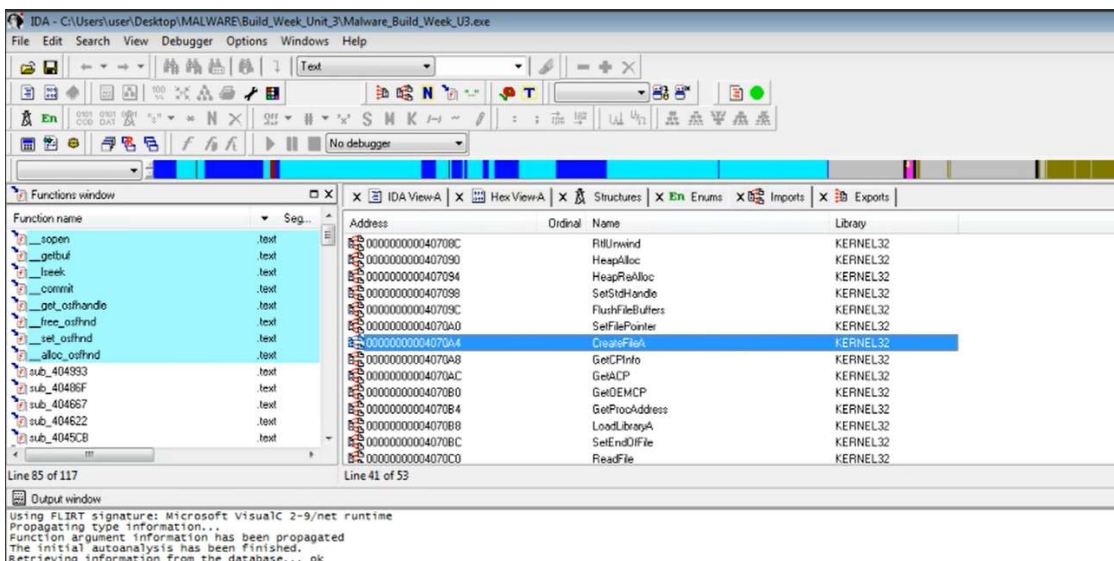 IDA - C:\Users\user\Desktop\MALWARE\Build_Week_Unit_3\Malware_Build_Week_U3.exe
File Edit Search View Debugger Options Windows Help
Text
En
No debugger
Functions window
Function name Seg...
__sopen .text
__getbuf .text
__lseek .text
__commit .text
__get_osfhandle .text
__free_osfhnd .text
__set_osfhnd .text
__alloc_osfhnd .text
sub_404993 .text
sub_40486F .text
sub_404667 .text
sub_404622 .text
sub_4045CB .text
Line 85 of 117
IDA View-A Hex View-A Structures En Enums Imports Exports
Address Ordinal Name Library
000000000040708C RtlUnwind KERNEL32
0000000000407090 HeapAlloc KERNEL32
0000000000407094 HeapReAlloc KERNEL32
0000000000407098 SetStdHandle KERNEL32
000000000040709C FlushFileBuffers KERNEL32
00000000004070A0 SetFilePointer KERNEL32
00000000004070A4 CreateFileA KERNEL32
00000000004070A8 GetCPInfo KERNEL32
00000000004070AC GetACP KERNEL32
00000000004070B0 GetOEMCP KERNEL32
00000000004070B4 GetProcAddress KERNEL32
00000000004070B8 LoadLibraryA KERNEL32
00000000004070BC SetEndOfFile KERNEL32
00000000004070C0 ReadFile KERNEL32
Line 41 of 53
Output window
Using FLIRT signature: Microsoft VisualC 2-9/net runtime
Propagating type information...
Function argument information has been propagated
The initial autoanalysis has been finished.
Retrieving information from the database... ok